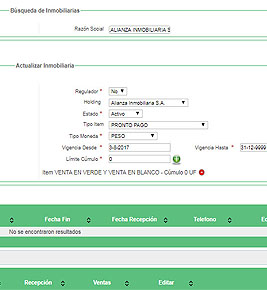 Búsqueda de Inmobiliarias
Razón Social ALIANZA INMOBILIARIA S
Actualizar Inmobiliaria
Regulador * No
Holding Alianza Inmobiliaria S.A.
Estado * Activo
Tipo Item PRONTO PAGO
Tipo Moneda * PESO
Vigencia Desde * 3-8-2017 Vigencia Hasta * 31-12-9999
Límite Cúmulo * 0
Item VENTA EN VERDE Y VENTA EN BLANCO - Cúmulo 0 UF
Fecha Fin Fecha Recepción Telefono Ec
No se encontraron resultados
Recepción Ventas Editar